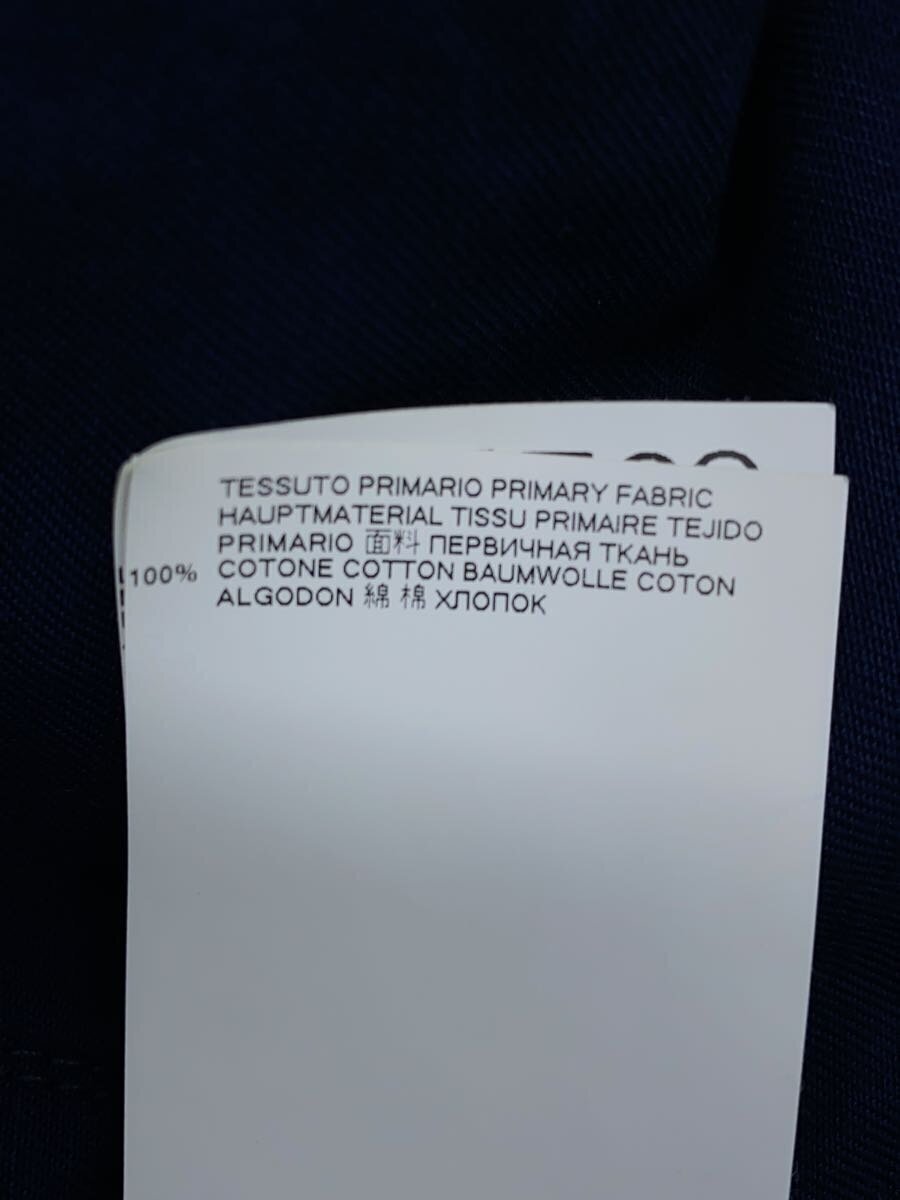 TESSUTO PRIMARIO PRIMARY FABRIC
HAUPTMATERIAL TISSU PRIMAIRE TEJIDO
PRIMARIO 面料 ПЕРВИЧНАЯ ТКАНЬ
100% COTONE COTTON BAUMWOLLE COTON
ALGODON 綿 棉 ХЛОПОК